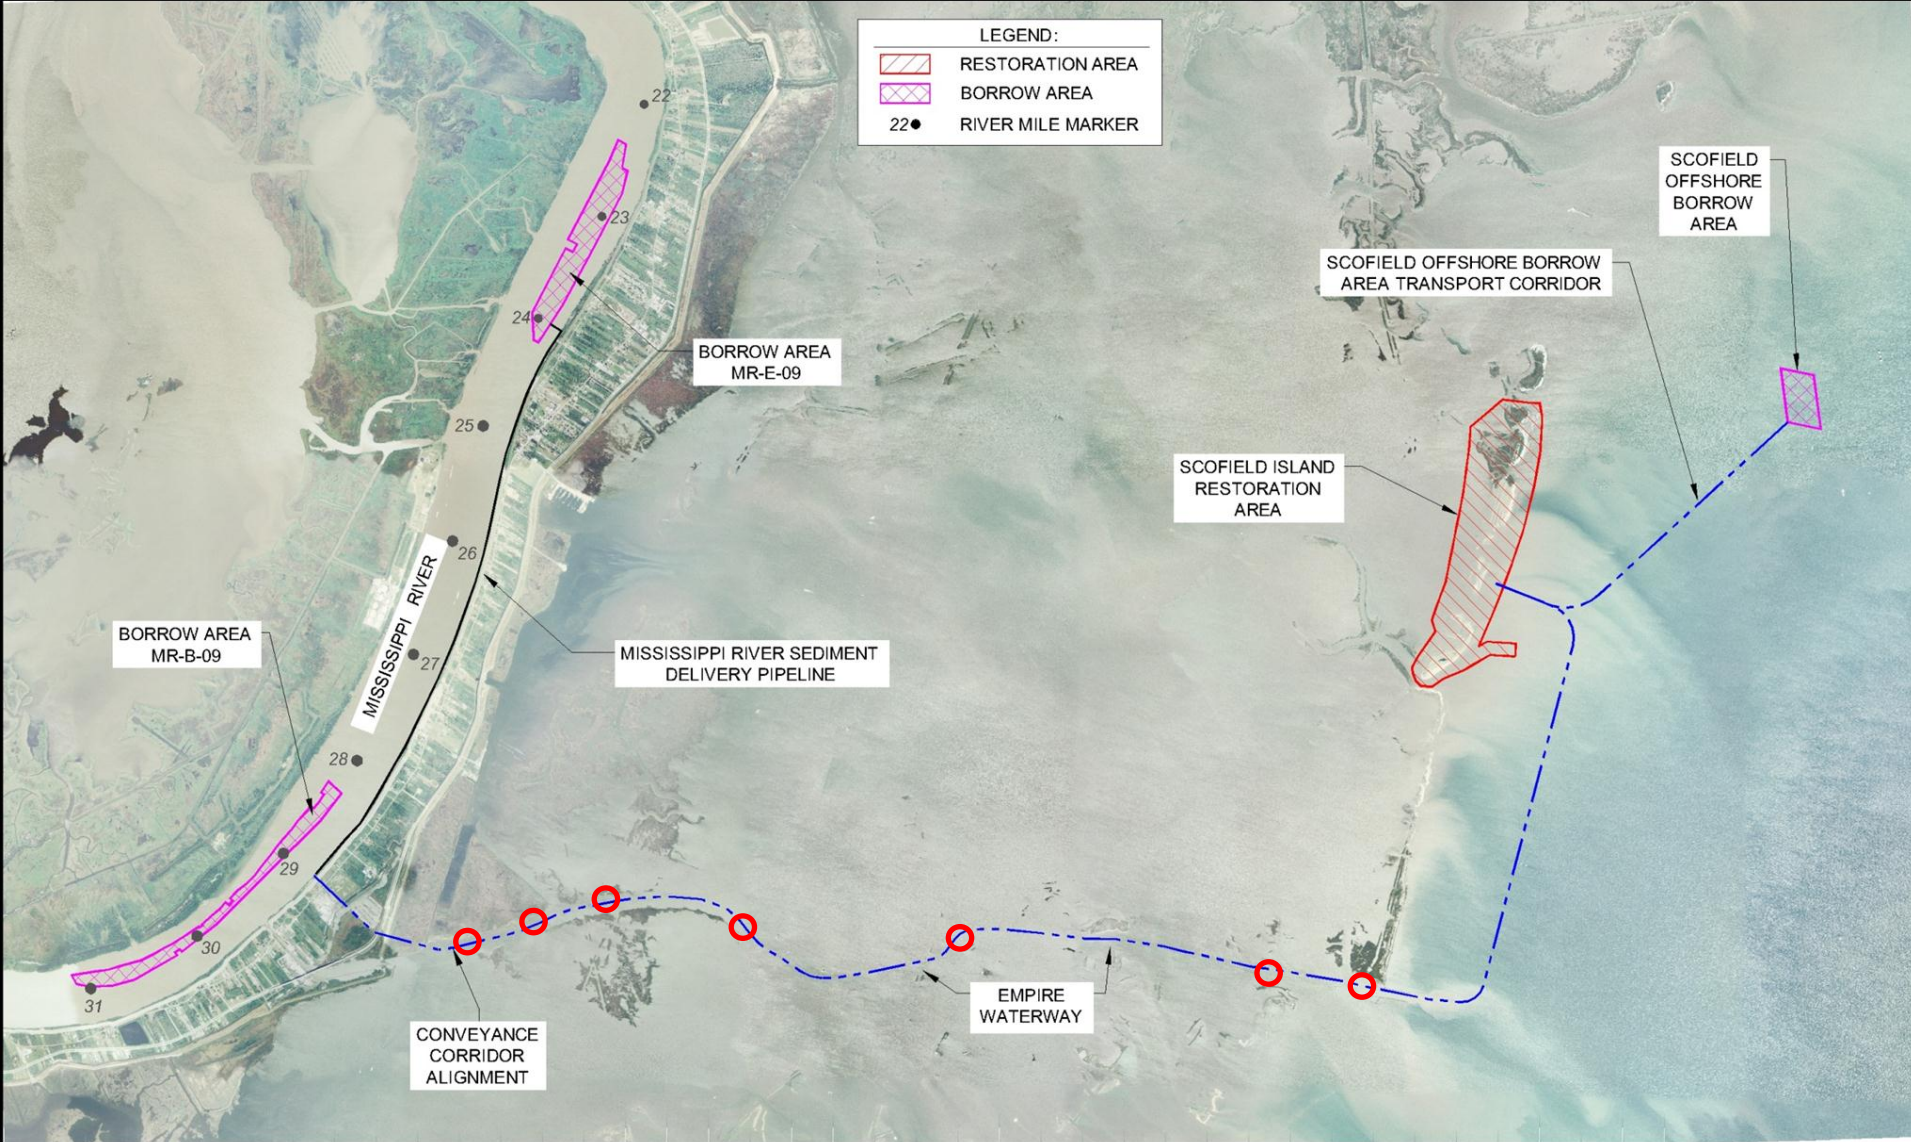 LEGEND:
RESTORATION AREA
BORROW AREA
22 RIVER MILE MARKER
22
23
24
25
26
27
28
29
30
31
SCOFIELD
OFFSHORE
BORROW
AREA
SCOFIELD OFFSHORE BORROW
AREA TRANSPORT CORRIDOR
BORROW AREA
MR-E-09
SCOFIELD ISLAND
RESTORATION
AREA
MISSISSIPPI RIVER
BORROW AREA
MR-B-09
MISSISSIPPI RIVER SEDIMENT
DELIVERY PIPELINE
EMPIRE
WATERWAY
CONVEYANCE
CORRIDOR
ALIGNMENT